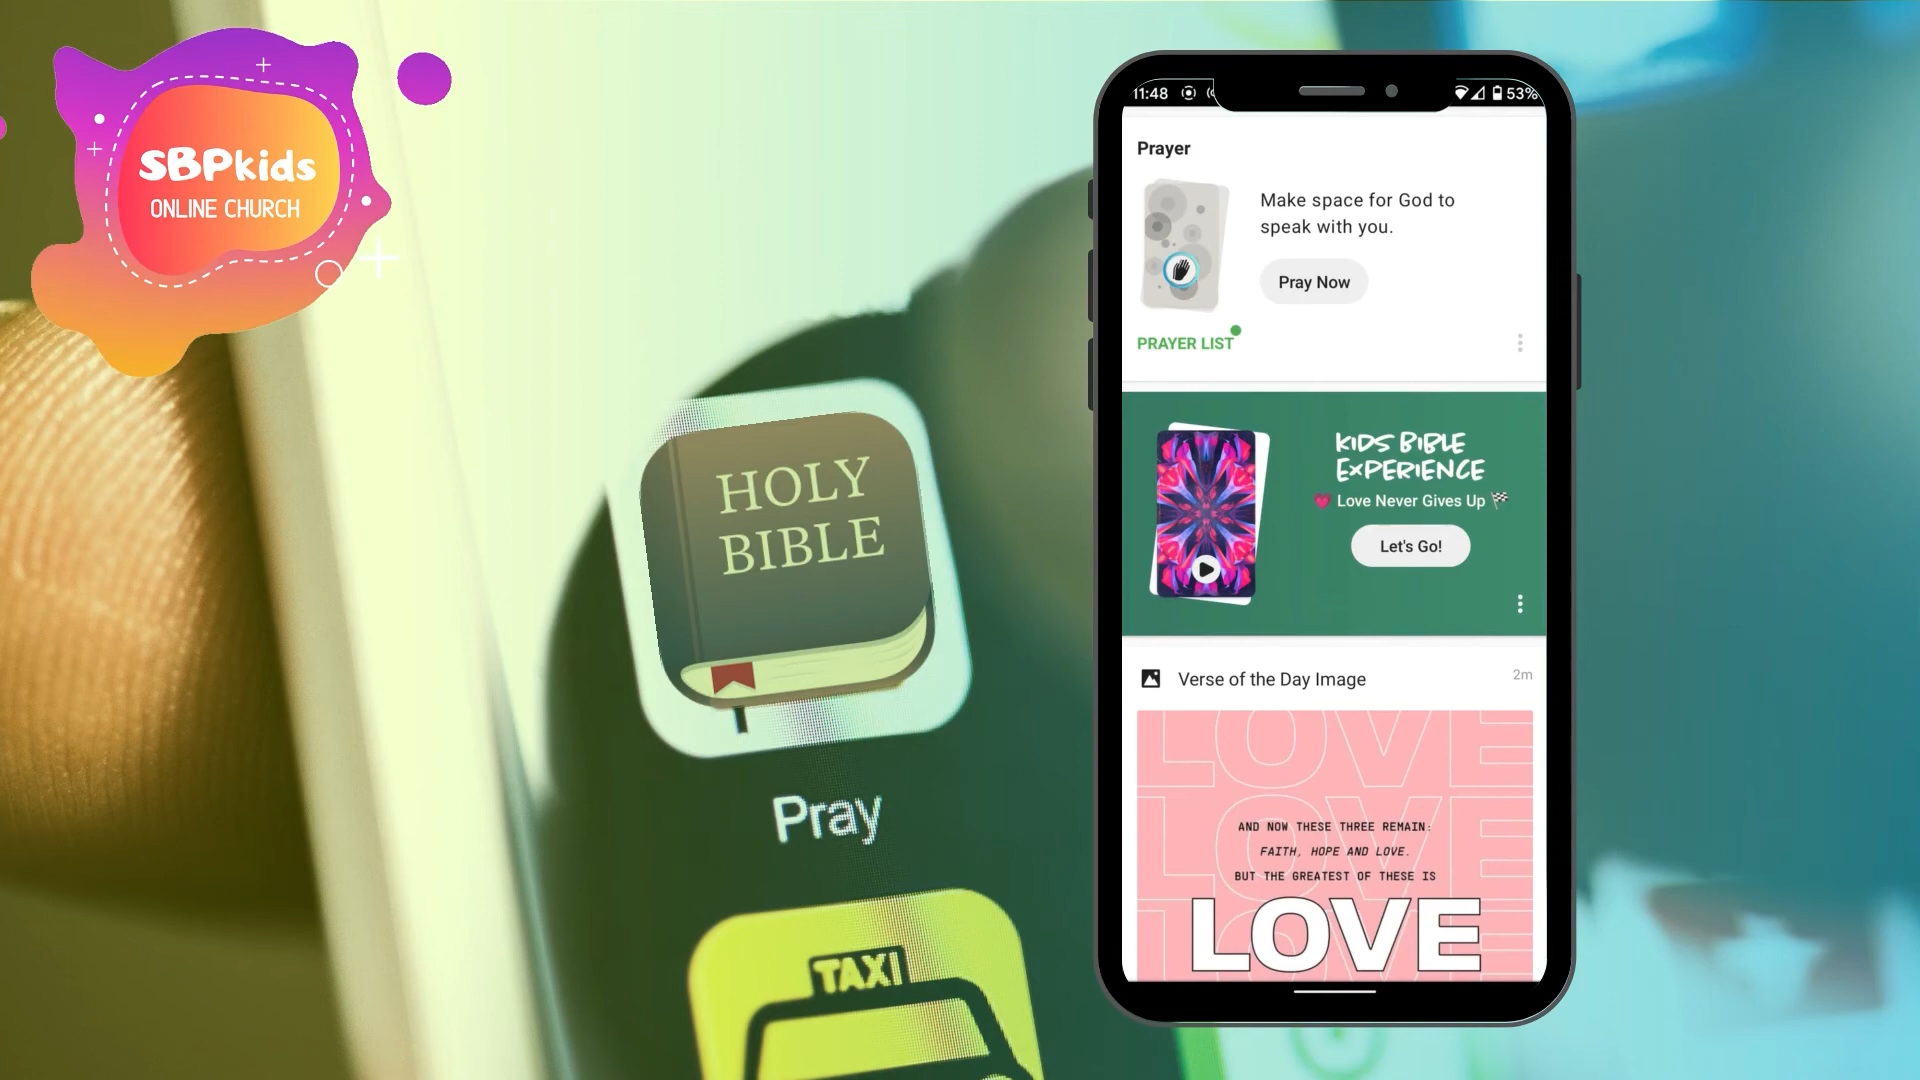 SBPkids
ONLINE CHURCH
HOLY
BIBLE
Pray
TAXI
11:48
53%
Prayer
Make space for God to
speak with you.
Pray Now
PRAYER LIST
KIDS BIBLE
EXPERIENCE
💗 Love Never Gives Up 🏁
Let's Go!
Verse of the Day Image
2m
LOVE
LOVE
AND NOW THESE THREE REMAIN:
FAITH, HOPE AND LOVE.
BUT THE GREATEST OF THESE IS
LOVE